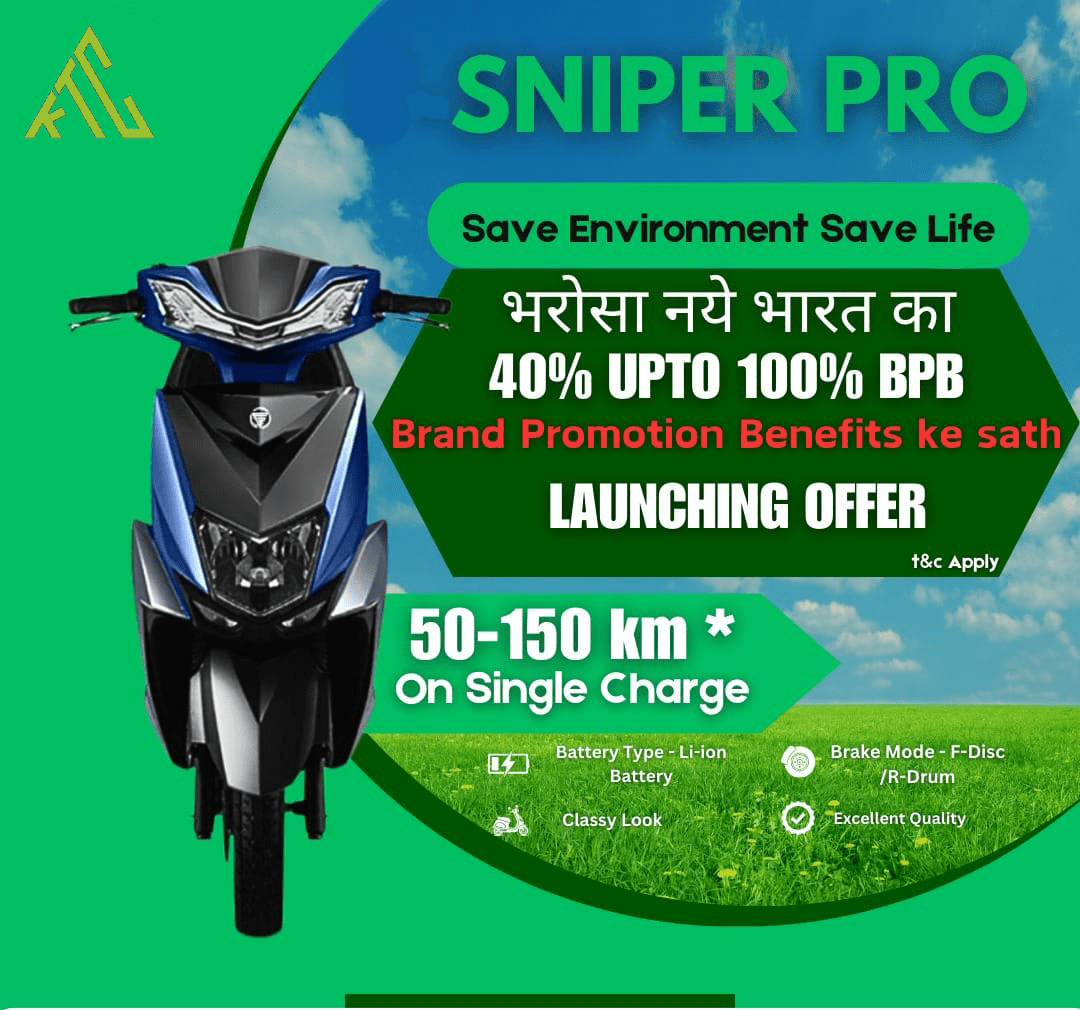 SNIPER PRO
Save Environment Save Life
भरोसा नये भारत का
40% UPTO 100% BPB
Brand Promotion Benefits ke sath
LAUNCHING OFFER
t&c Apply
50-150 km *
On Single Charge
Battery Type - Li-ion
Battery
Brake Mode - F-Disc
/R-Drum
Classy Look
Excellent Quality